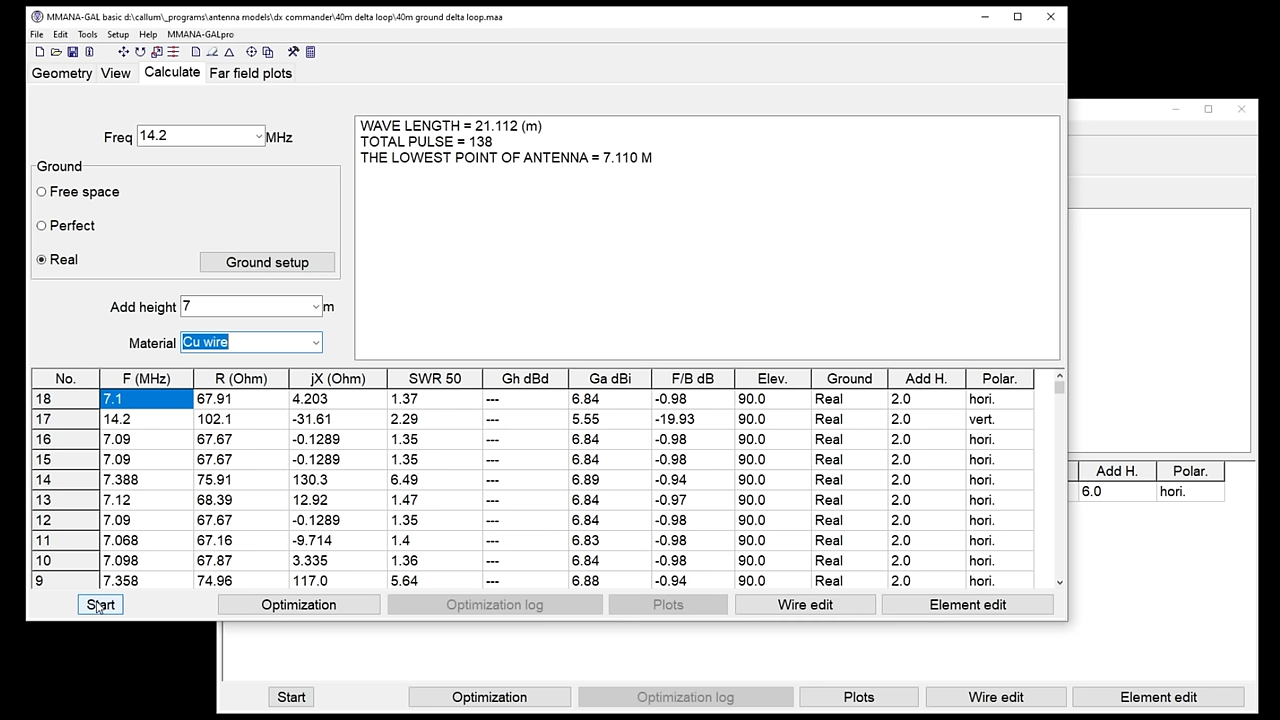 MMANA-GAL basic d:\callum\_programs\antenna models\dx commander\40m delta loop\40m ground delta loop.maa
File Edit Tools Setup Help MMANA-GALpro
Geometry View Calculate Far field plots
Freq 14.2 MHz
Ground
Free space
Perfect
Real
Ground setup
Add height 7 m
Material Cu wire
WAVE LENGTH = 21.112 (m)
TOTAL PULSE = 138
THE LOWEST POINT OF ANTENNA = 7.110 M
No. F (MHz) R (Ohm) jX (Ohm) SWR 50 Gh dBd Ga dBi F/B dB Elev. Ground Add H. Polar.
18 7.1 67.91 4.203 1.37 --- 6.84 -0.98 90.0 Real 2.0 hori.
17 14.2 102.1 -31.61 2.29 --- 5.55 -19.93 90.0 Real 2.0 vert.
16 7.09 67.67 -0.1289 1.35 --- 6.84 -0.98 90.0 Real 2.0 hori.
15 7.09 67.67 -0.1289 1.35 --- 6.84 -0.98 90.0 Real 2.0 hori.
14 7.388 75.91 130.3 6.49 --- 6.89 -0.94 90.0 Real 2.0 hori.
13 7.12 68.39 12.92 1.47 --- 6.84 -0.97 90.0 Real 2.0 hori.
12 7.09 67.67 -0.1289 1.35 --- 6.84 -0.98 90.0 Real 2.0 hori.
11 7.068 67.16 -9.714 1.4 --- 6.83 -0.98 90.0 Real 2.0 hori.
10 7.098 67.87 3.335 1.36 --- 6.84 -0.98 90.0 Real 2.0 hori.
9 7.358 74.96 117.0 5.64 --- 6.88 -0.94 90.0 Real 2.0 hori.
Start Optimization Optimization log Plots Wire edit Element edit
Add H. Polar.
6.0 hori.
Start Optimization Optimization log Plots Wire edit Element edit